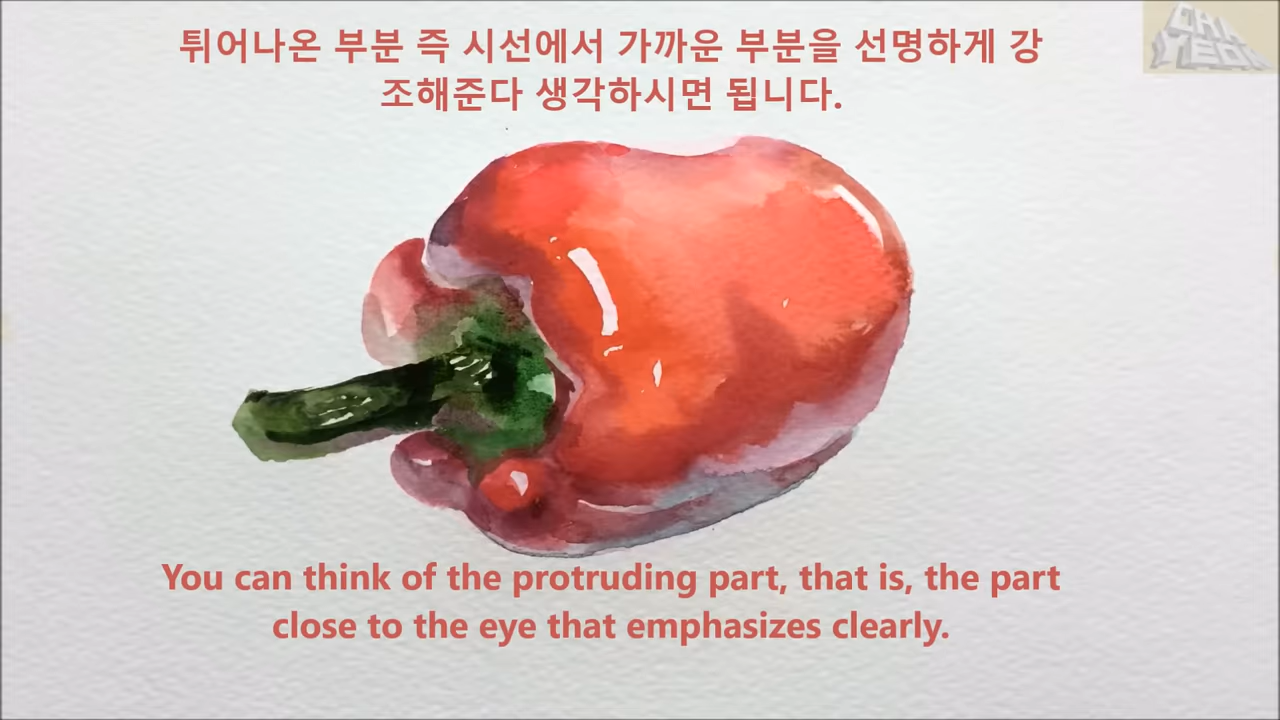 튀어나온 부분 즉 시선에서 가까운 부분을 선명하게 강
조해준다 생각하시면 됩니다.
You can think of the protruding part, that is, the part
close to the eye that emphasizes clearly.